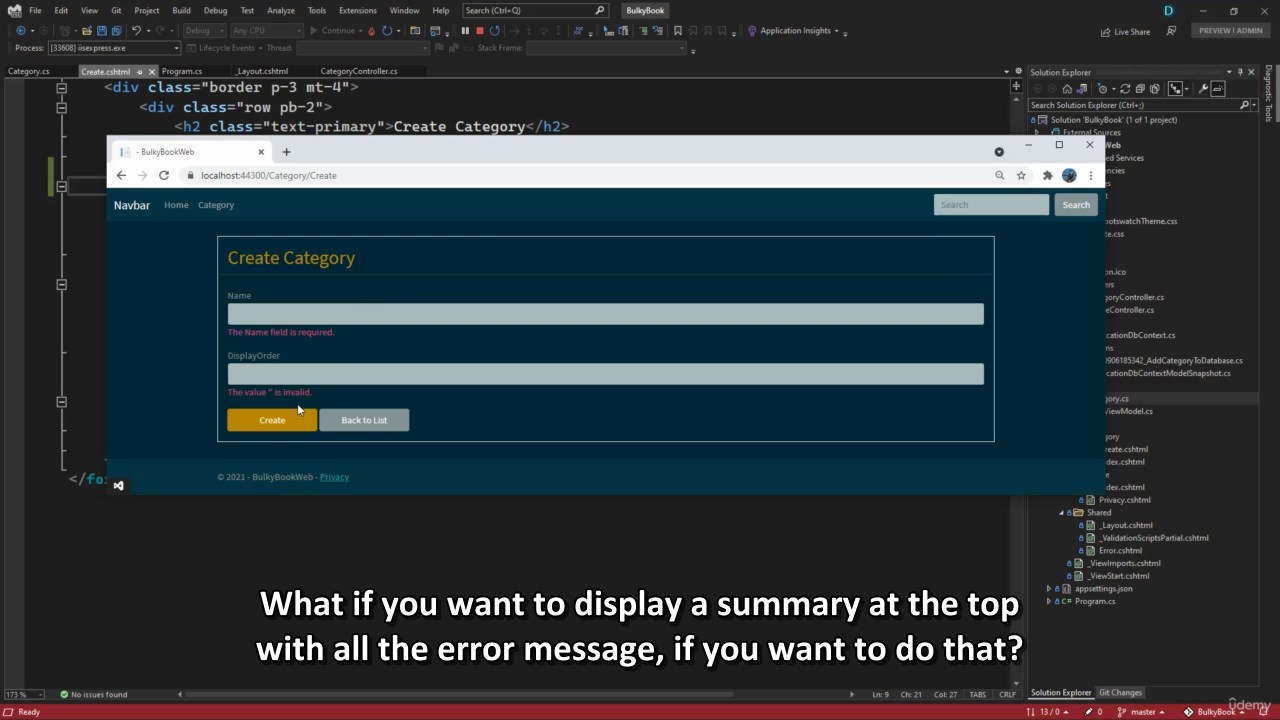 File Edit View Git Project Build Debug Test Analyze Tools Extensions Window Help Search (Ctrl+Q) BulkyBook D
Debug Any CPU Continue Application Insights Live Share PREVIEW | ADMIN
Process: [33608] iisexpress.exe Lifecycle Events Thread: Stack Frame:
Category.cs Create.cshtml Program.cs _Layout.cshtml CategoryController.cs
<div class="border p-3 mt-4">
<div class="row pb-2">
<h2 class="text-primary">Create Category</h2>
</fo
- BulkyBookWeb
localhost:44300/Category/Create
Navbar Home Category Search Search
Create Category
Name
The Name field is required.
DisplayOrder
The value '' is invalid.
Create Back to List
© 2021 - BulkyBookWeb - Privacy
Solution Explorer
Search Solution Explorer (Ctrl+;)
Solution 'BulkyBook' (1 of 1 project)
External Sources
Web
d Services
ncies
s
t
ootswatchTheme.css
te.css
on.ico
ers
goryController.cs
eController.cs
cationDbContext.cs
ns
0906185342_AddCategoryToDatabase.cs
cationDbContextModelSnapshot.cs
gory.cs
ViewModel.cs
gory
reate.cshtml
dex.cshtml
e
dex.cshtml
Privacy.cshtml
Shared
_Layout.cshtml
_ValidationScriptsPartial.cshtml
Error.cshtml
_ViewImports.cshtml
_ViewStart.cshtml
appsettings.json
C# Program.cs
Diagnostic Tools
What if you want to display a summary at the top
with all the error message, if you want to do that?
173 % No issues found Ln: 9 Ch: 21 Col: 27 TABS CRLF
Solution Explorer Git Changes
Ready 13 / 0 0 master BulkyBook
ûdemy